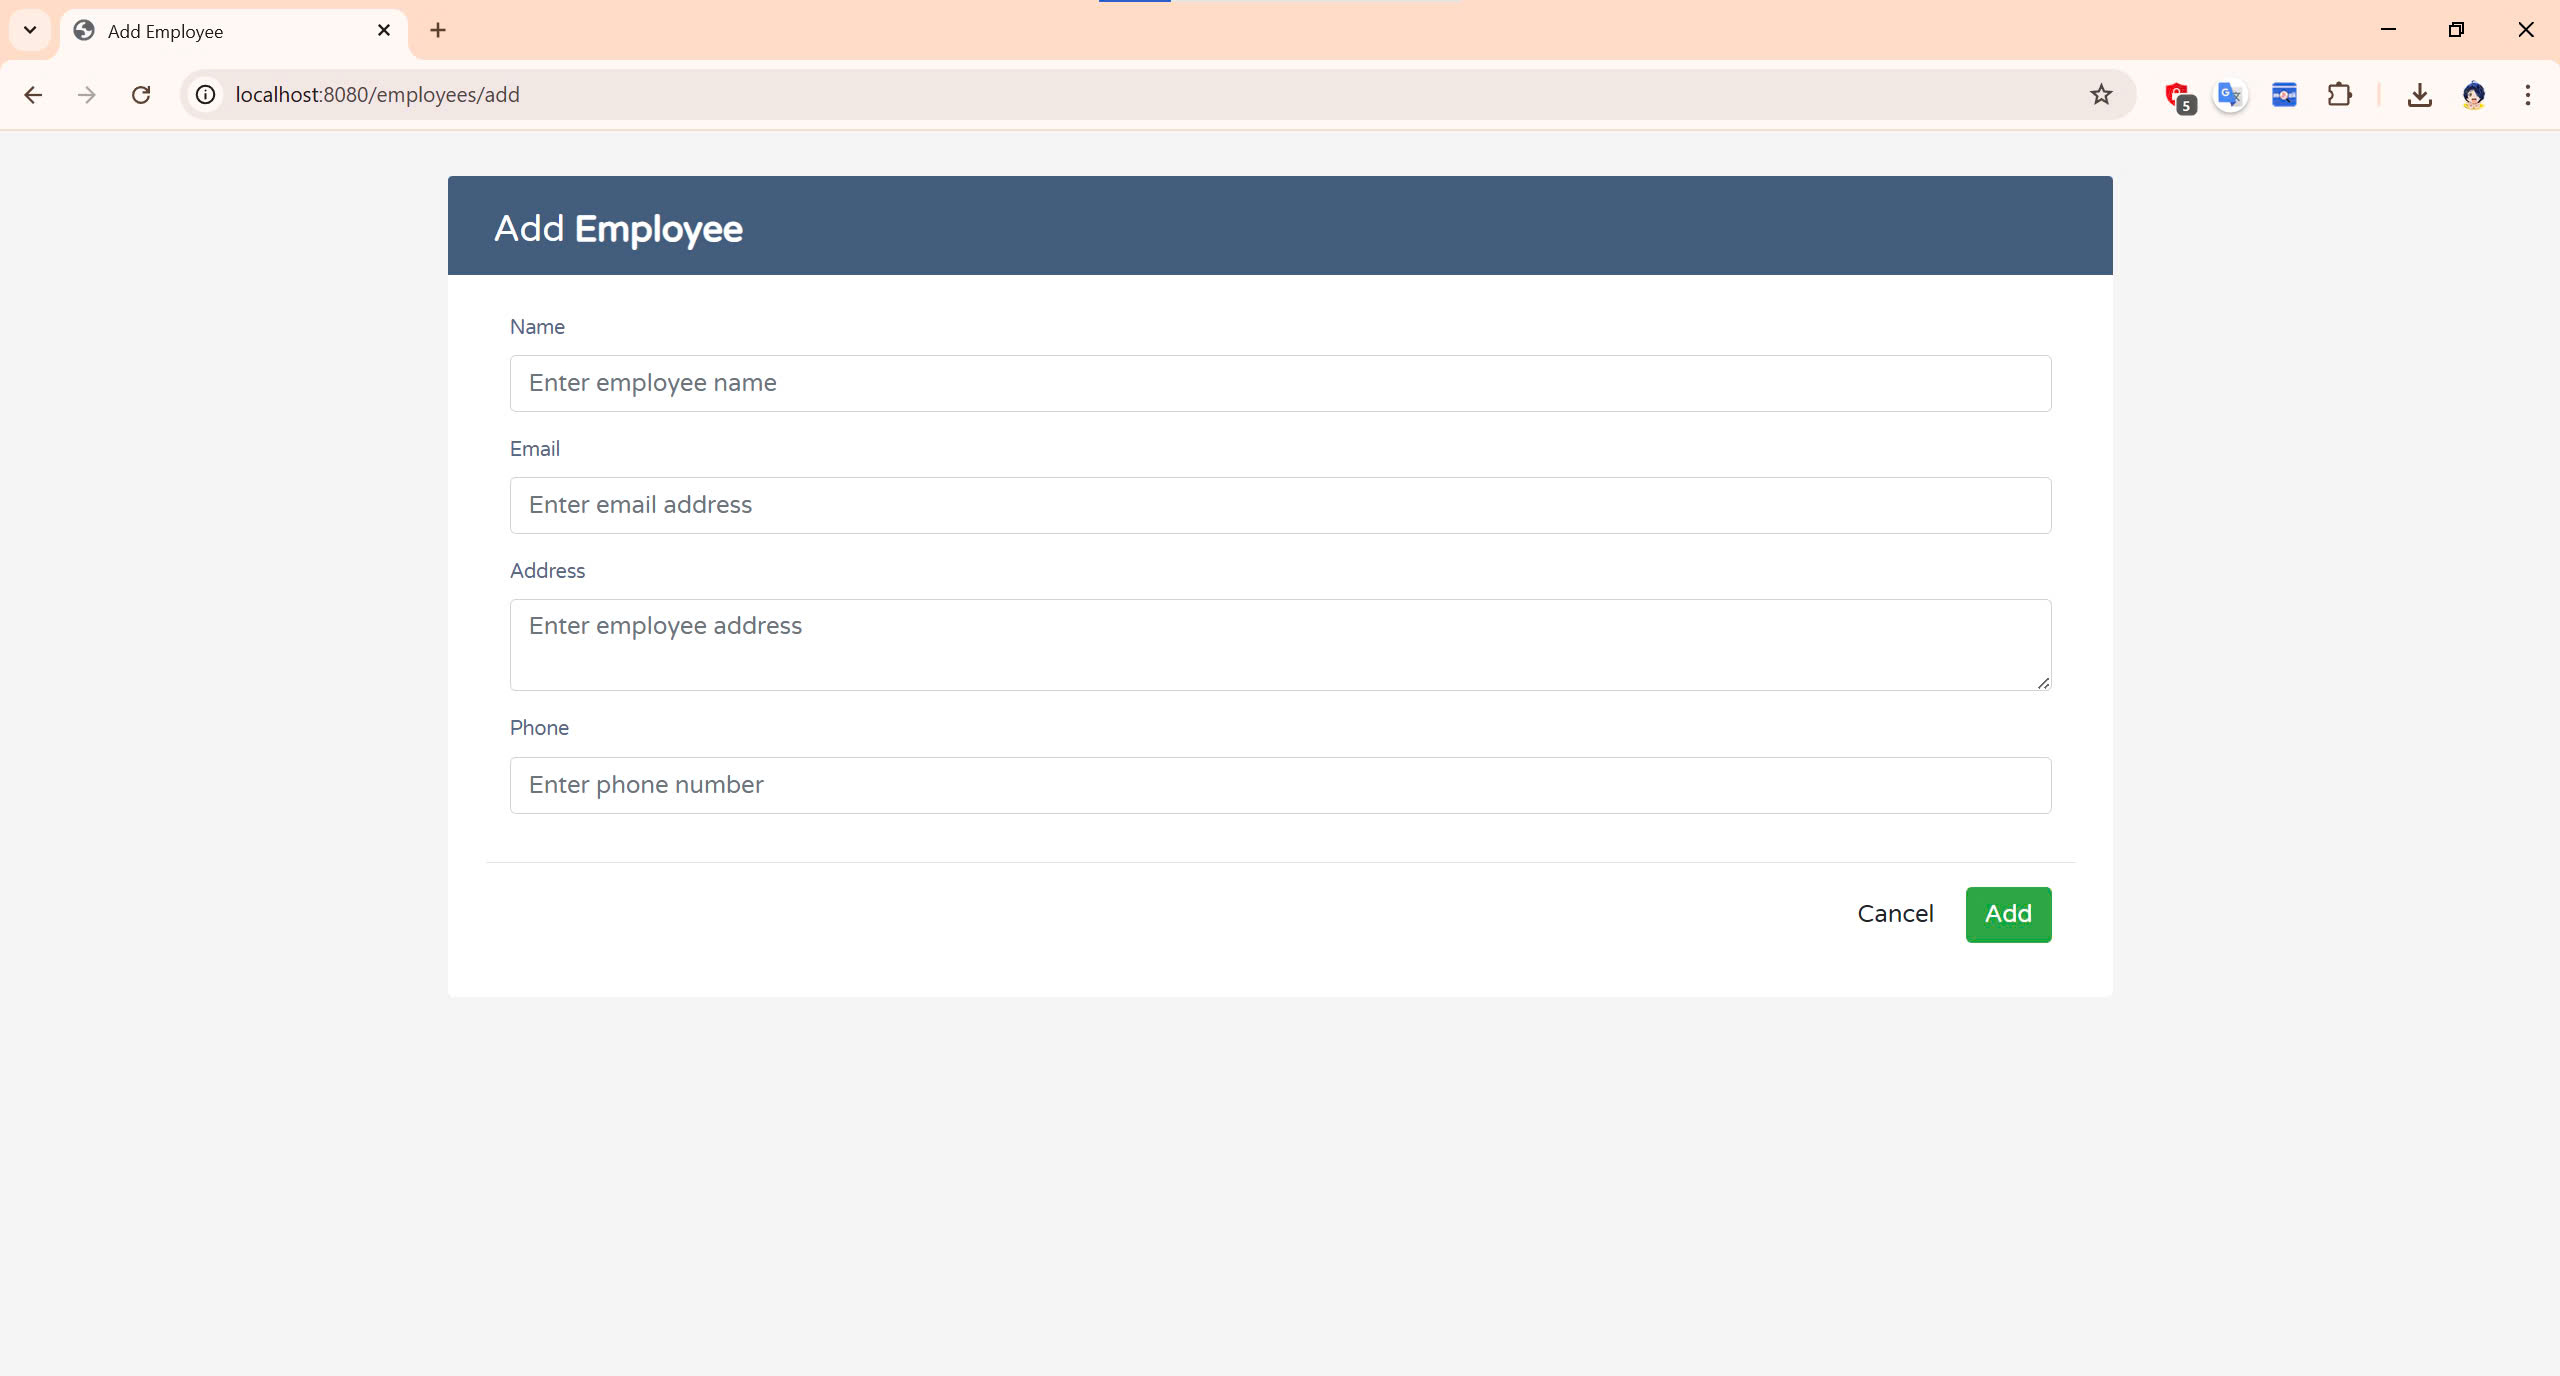 Add Employee
localhost:8080/employees/add
5
Add Employee
Name
Enter employee name
Email
Enter email address
Address
Enter employee address
Phone
Enter phone number
Cancel Add